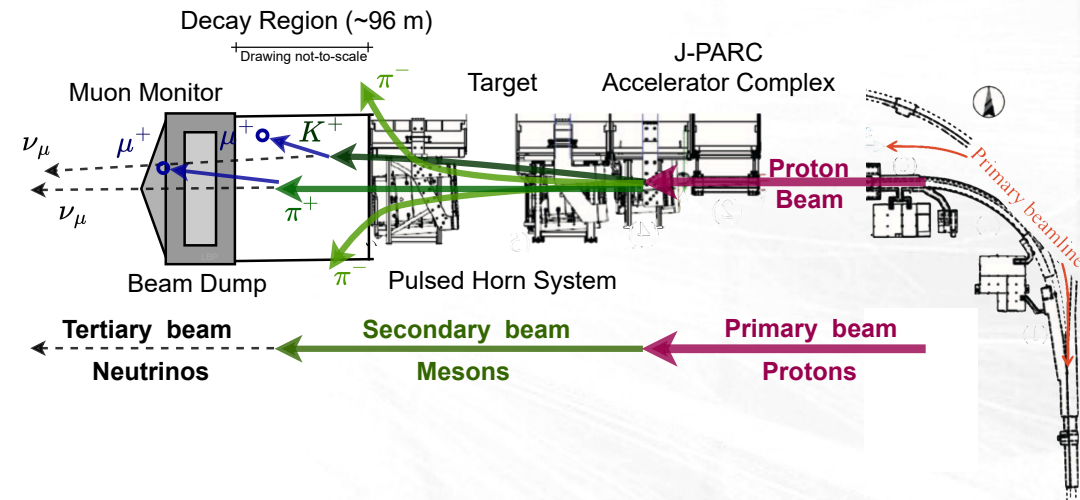 Decay Region (~96 m)
Drawing not-to-scale
J-PARC
Accelerator Complex
Target
Muon Monitor
π⁻
K⁺
μ⁺
μ⁺
ν_μ
ν_μ
π⁺
π⁻
Proton
Beam
Primary beamline
Beam Dump
Pulsed Horn System
Tertiary beam
Secondary beam
Primary beam
Neutrinos
Mesons
Protons